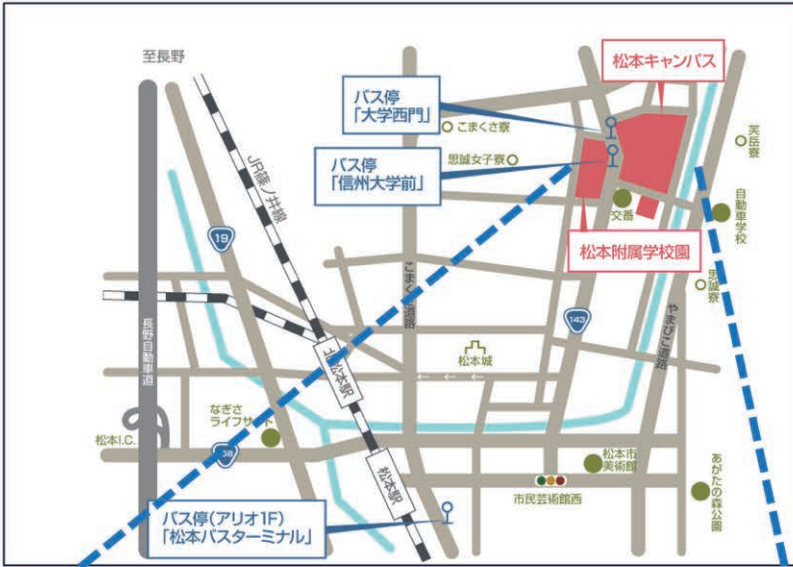 至長野
松本キャンパス
バス停
「大学西門」
こまくさ寮
思誠女子寮
バス停
「信州大学前」
JR篠ノ井線
交番
松本附属学校園
自動車学校
思誠寮
19
143
こまくさ道路
やまびこ道路
長野自動車道
北松本駅
松本城
なぎさ
ライフサイト
松本I.C.
松本駅
松本市
美術館
市民芸術館西
あがたの森公園
バス停(アリオ1F)
「松本バスターミナル」